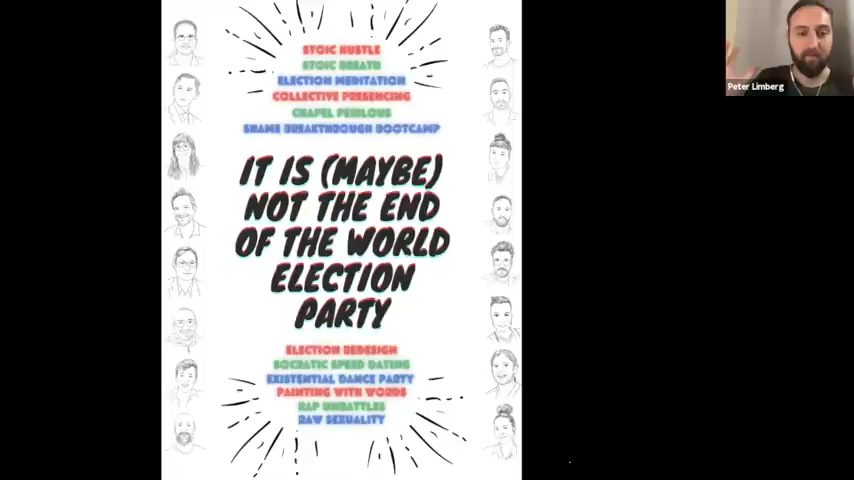 STOIC HUSTLE
STOIC BREATH
ELECTION MEDITATION
COLLECTIVE PRESENCING
CHAPEL PERILOUS
SHAME BREAKTHROUGH BOOTCAMP
IT IS (MAYBE)
NOT THE END
OF THE WORLD
ELECTION
PARTY
ELECTION REDESIGN
SOCRATIC SPEED DATING
EXISTENTIAL DANCE PARTY
PAINTING WITH WORDS
RAP UNBATTLES
RAW SEXUALITY
Peter Limberg